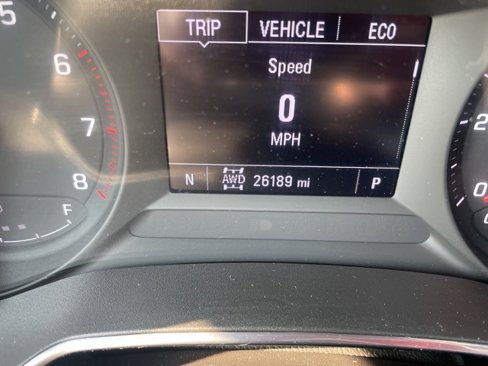 TRIP VEHICLE ECO
Speed
0
MPH
N AWD 26189 mi P
5
6
7
8
F